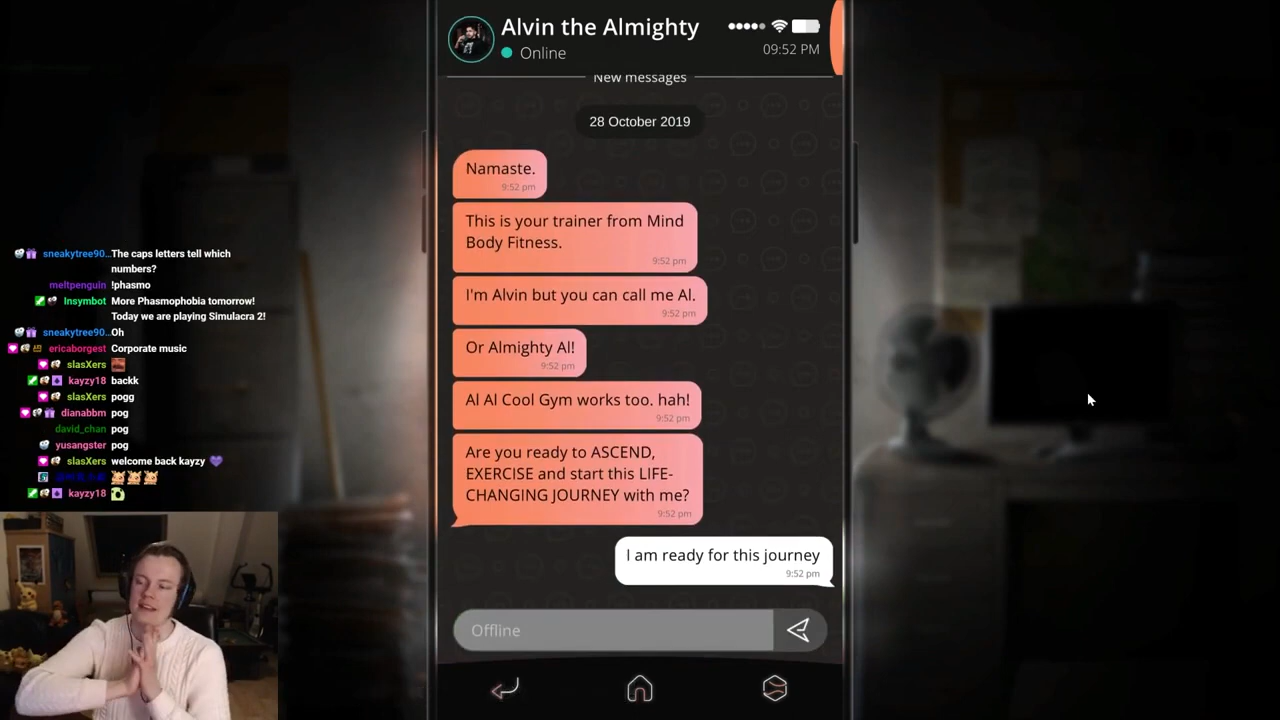 Alvin the Almighty
Online
09:52 PM
New messages
28 October 2019
Namaste.
9:52 pm
This is your trainer from Mind
Body Fitness.
9:52 pm
I'm Alvin but you can call me Al.
9:52 pm
Or Almighty Al!
9:52 pm
Al Al Cool Gym works too. hah!
9:52 pm
Are you ready to ASCEND,
EXERCISE and start this LIFE-
CHANGING JOURNEY with me?
9:52 pm
I am ready for this journey
9:52 pm
Offline
sneakytree90... The caps letters tell which
numbers?
meltpenguin !phasmo
Insymbot More Phasmophobia tomorrow!
Today we are playing Simulacra 2!
sneakytree90... Oh
ericaborgest Corporate music
slasXers
kayzy18 backk
slasXers pogg
dianabbm pog
david_chan pog
yusangster pog
slasXers welcome back kayzy
kayzy18